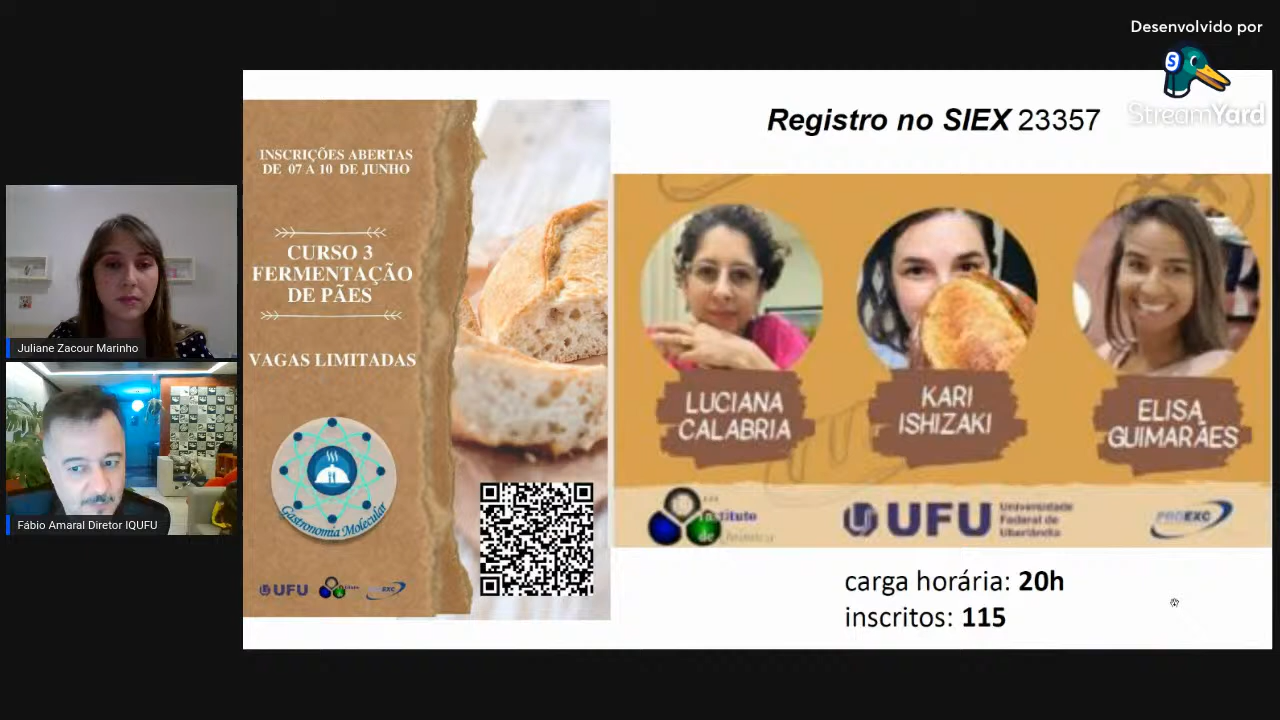 Desenvolvido por
StreamYard
Juliane Zacour Marinho
Fábio Amaral Diretor IQUFU
INSCRIÇÕES ABERTAS
DE 07 A 10 DE JUNHO
CURSO 3
FERMENTAÇÃO
DE PÃES
VAGAS LIMITADAS
Gastronomia Molecular
UFU
Registro no SIEX 23357
LUCIANA
CALABRIA
KARI
ISHIZAKI
ELISA
GUIMARÃES
Instituto
de Química
UFU
Universidade
Federal de
Uberlândia
PROEXC
carga horária: 20h
inscritos: 115